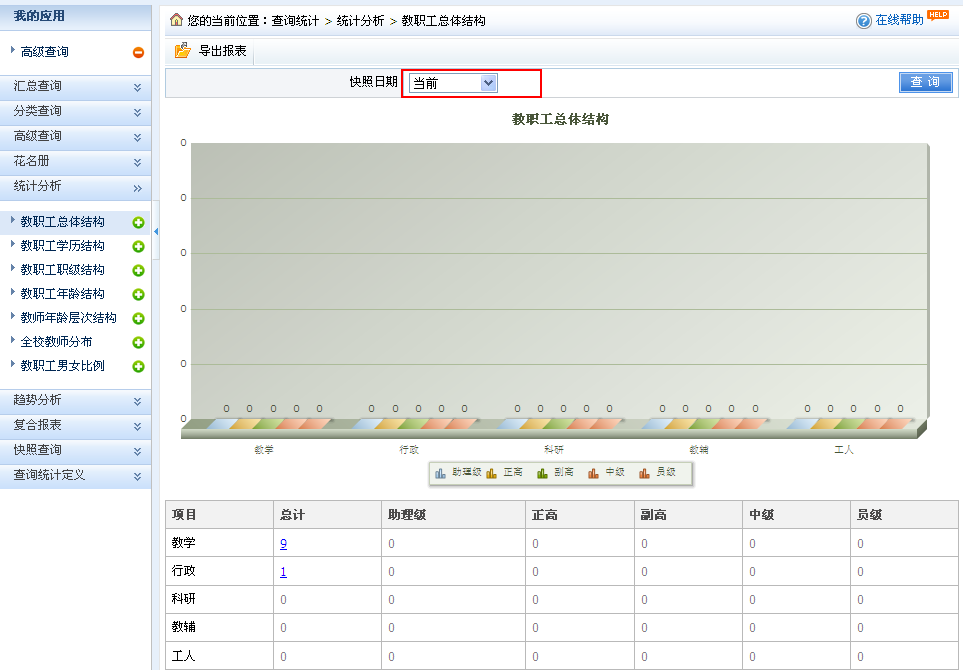 我的应用
高级查询
汇总查询
分类查询
高级查询
花名册
统计分析
教职工总体结构
教职工学历结构
教职工职级结构
教职工年龄结构
教师年龄层次结构
全校教师分布
教职工男女比例
趋势分析
复合报表
快照查询
查询统计定义
您的当前位置：查询统计 > 统计分析 > 教职工总体结构
在线帮助 HELP
导出报表
快照日期 当前 查 询
教职工总体结构
0
0
0
0
0
0
0 0 0 0 0 0 0 0 0 0 0 0 0 0 0 0 0 0 0 0 0 0 0 0 0
教学 行政 科研 教辅 工人
助理级 正高 副高 中级 员级
项目 总计 助理级 正高 副高 中级 员级
教学 9 0 0 0 0 0
行政 1 0 0 0 0 0
科研 0 0 0 0 0 0
教辅 0 0 0 0 0 0
工人 0 0 0 0 0 0